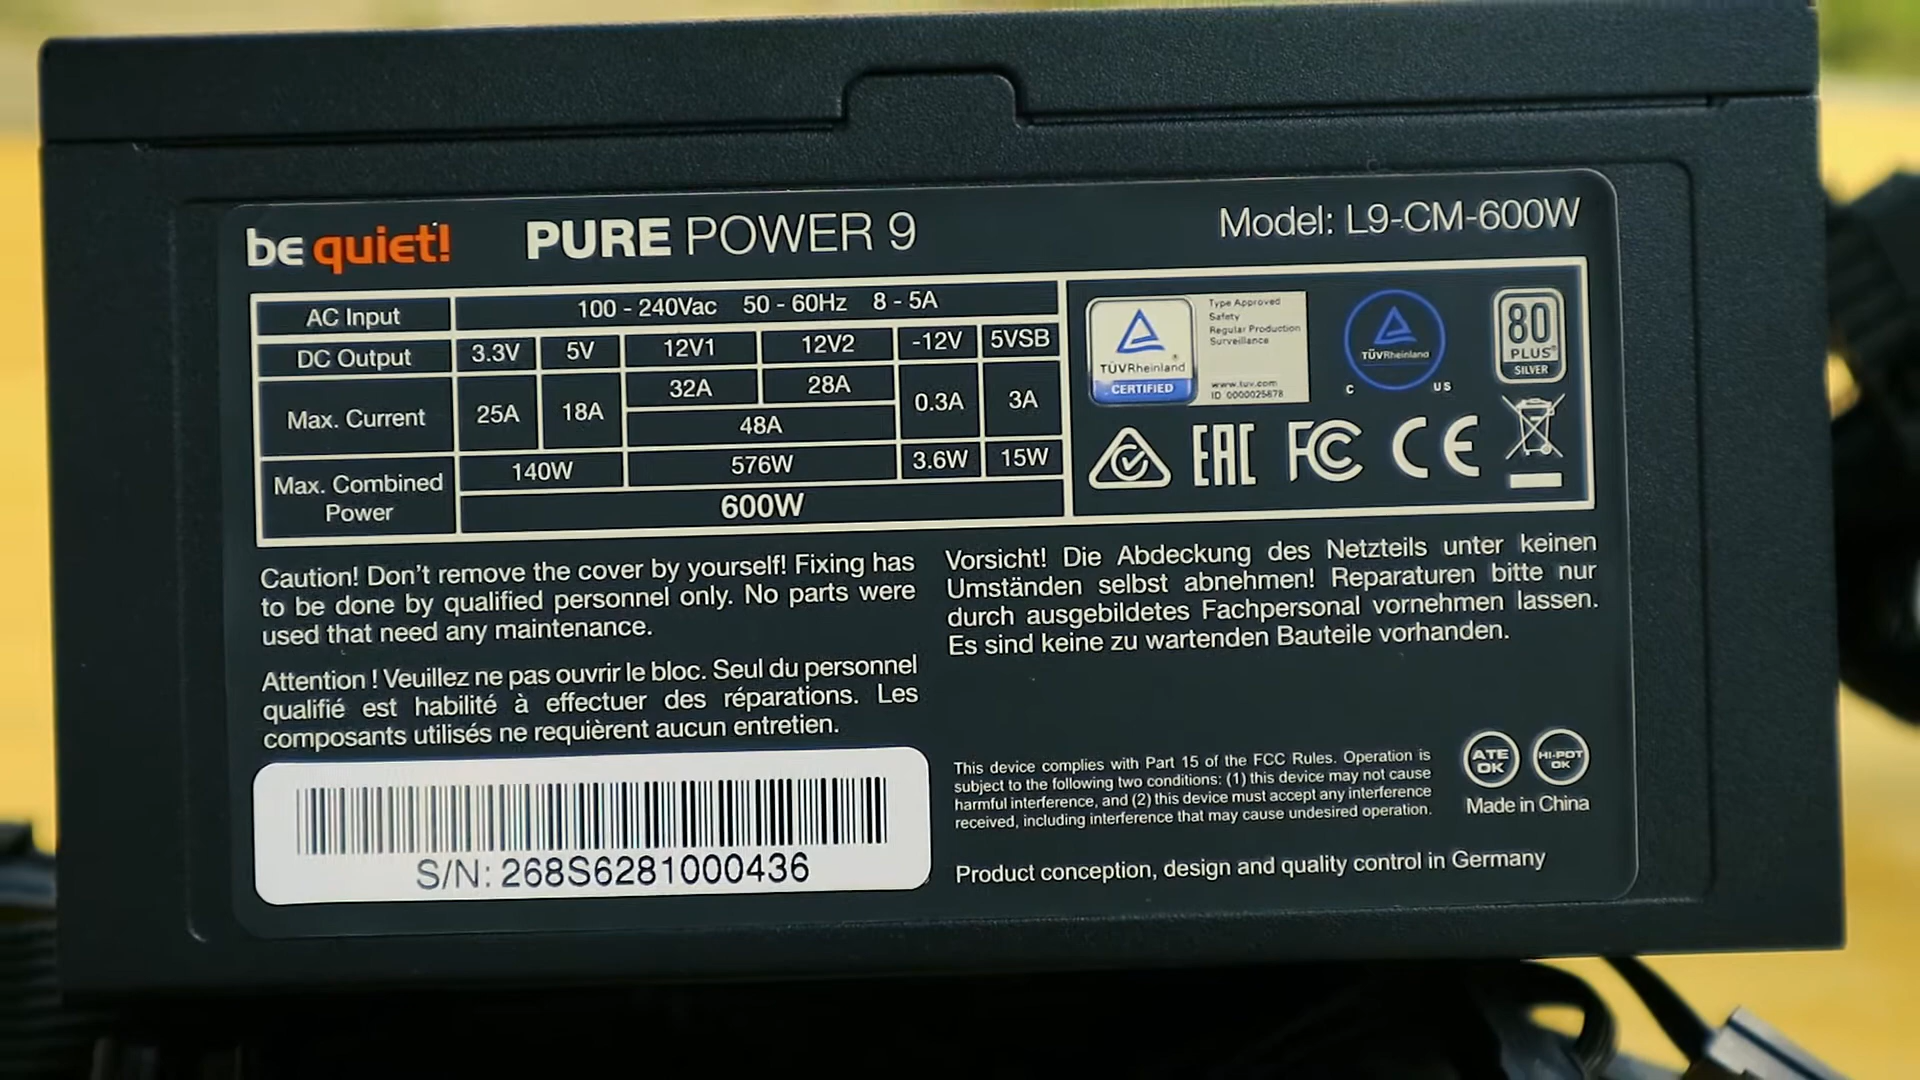 be quiet! PURE POWER 9 Model: L9-CM-600W
AC Input 100 - 240Vac 50 - 60Hz 8 - 5A
DC Output 3.3V 5V 12V1 12V2 -12V 5VSB
Max. Current 25A 18A 32A 28A 0.3A 3A
48A
Max. Combined Power 140W 576W 3.6W 15W
600W
TÜVRheinland
CERTIFIED
Type Approved
Safety
Regular Production
Surveillance
www.tuv.com
ID 0000025678
TÜVRheinland
C US
80
PLUS
SILVER
EAC FC CE
Caution! Don't remove the cover by yourself! Fixing has
to be done by qualified personnel only. No parts were
used that need any maintenance.
Attention ! Veuillez ne pas ouvrir le bloc. Seul du personnel
qualifié est habilité à effectuer des réparations. Les
composants utilisés ne requièrent aucun entretien.
Vorsicht! Die Abdeckung des Netzteils unter keinen
Umständen selbst abnehmen! Reparaturen bitte nur
durch ausgebildetes Fachpersonal vornehmen lassen.
Es sind keine zu wartenden Bauteile vorhanden.
S/N: 268S6281000436
This device complies with Part 15 of the FCC Rules. Operation is
subject to the following two conditions: (1) this device may not cause
harmful interference, and (2) this device must accept any interference
received, including interference that may cause undesired operation.
ATE OK
HI-POT OK
Made in China
Product conception, design and quality control in Germany